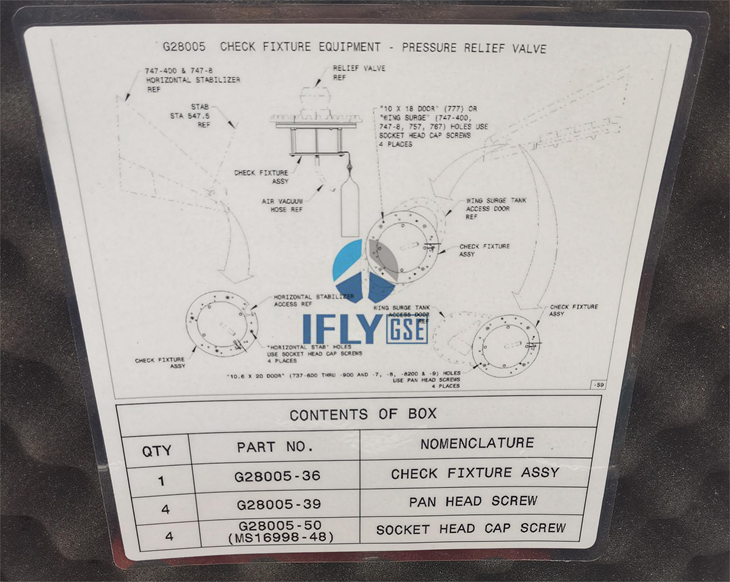 G28005 CHECK FIXTURE EQUIPMENT - PRESSURE RELIEF VALVE
747-400 & 747-8
HORIZONTAL STABILIZER
REF
STAB
STA 547.5
REF
RELIEF VALVE
REF
"10 X 18 DOOR" (777) OR
"WING SURGE" (747-400,
747-8, 757, 767) HOLES USE
SOCKET HEAD CAP SCREWS
4 PLACES
CHECK FIXTURE
ASSY
AIR VACUUM
HOSE REF
WING SURGE TANK
ACCESS DOOR
REF
CHECK FIXTURE
ASSY
HORIZONTAL STABILIZER
ACCESS REF
WING SURGE TANK
ACCESS DOOR
REF
CHECK FIXTURE
ASSY
IFLY GSE
"HORIZONTAL STAB" HOLES
USE SOCKET HEAD CAP SCREWS
4 PLACES
CHECK FIXTURE
ASSY
"10.6 X 20 DOOR" (737-600 THRU -900 AND -7, -8, -8200 & -9) HOLES
USE PAN HEAD SCREWS
4 PLACES
-59
CONTENTS OF BOX
QTY PART NO. NOMENCLATURE
1 G28005-36 CHECK FIXTURE ASSY
4 G28005-39 PAN HEAD SCREW
4 G28005-50 (MS16998-48) SOCKET HEAD CAP SCREW